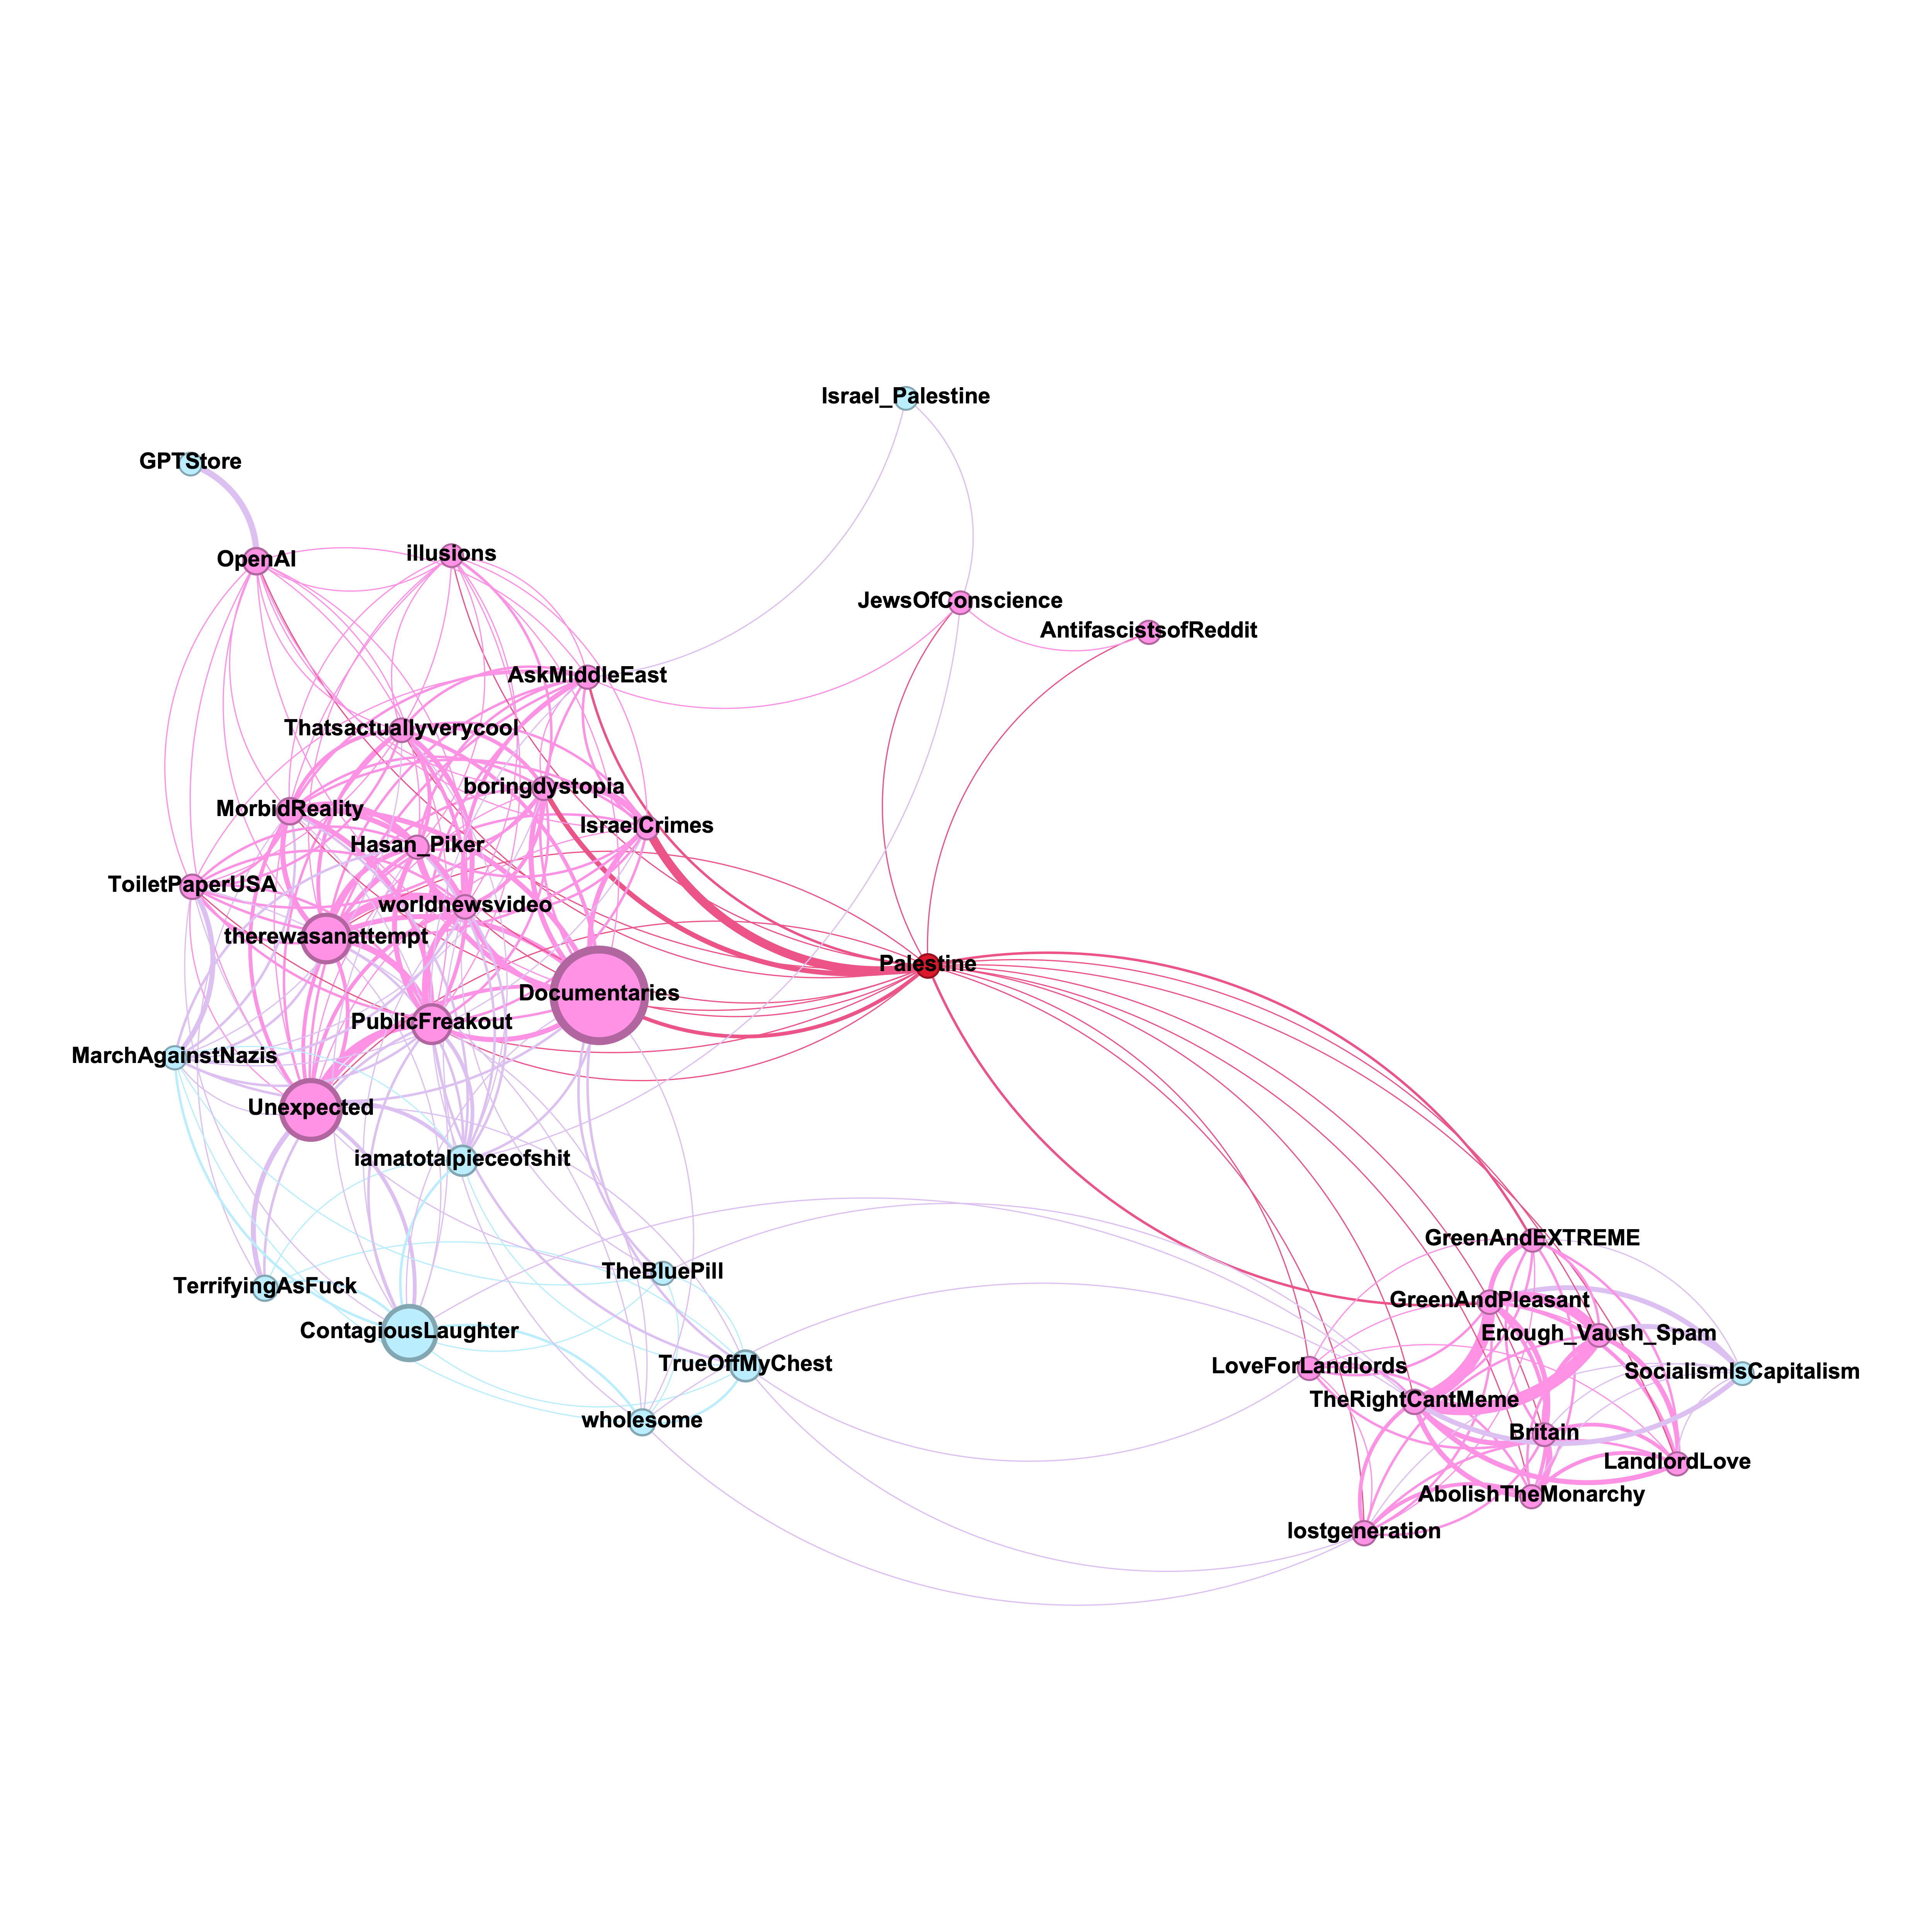 Israel_Palestine
GPTStore
OpenAI
illusions
JewsOfConscience
AntifascistsofReddit
AskMiddleEast
Thatsactuallyverycool
boringdystopia
MorbidReality
IsraelCrimes
Hasan_Piker
ToiletPaperUSA
worldnewsvideo
therewasanattempt
Palestine
Documentaries
PublicFreakout
MarchAgainstNazis
Unexpected
iamatotalpieceofshit
GreenAndEXTREME
TheBluePill
TerrifyingAsFuck
GreenAndPleasant
ContagiousLaughter
Enough_Vaush_Spam
TrueOffMyChest
LoveForLandlords
SocialismIsCapitalism
TheRightCantMeme
wholesome
Britain
LandlordLove
AbolishTheMonarchy
lostgeneration